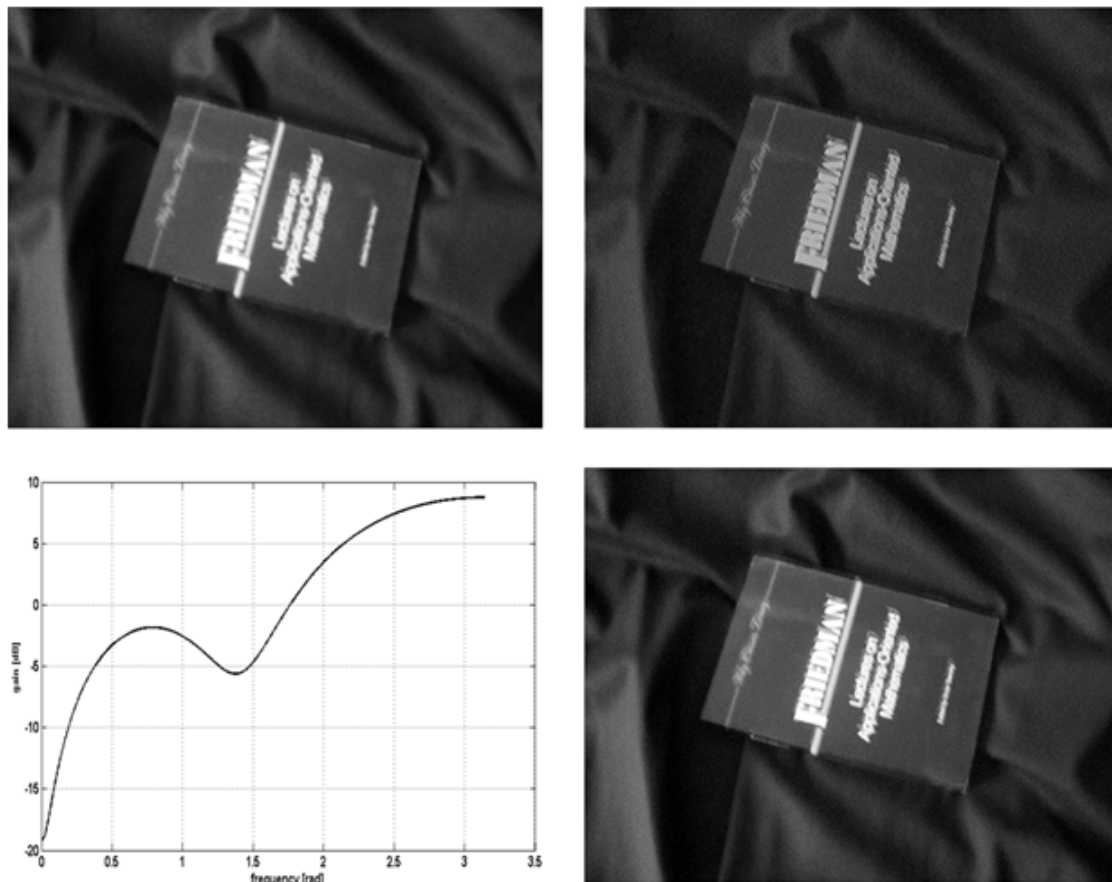 FRIEDMAN
Lectures on
Applications-Oriented
Mathematics
FRIEDMAN
Lectures on
Applications-Oriented
Mathematics
10
5
0
-5
-10
-15
-20
gain [dB]
0 0.5 1 1.5 2 2.5 3 3.5
frequency [rad]
FRIEDMAN
Lectures on
Applications-Oriented
Mathematics